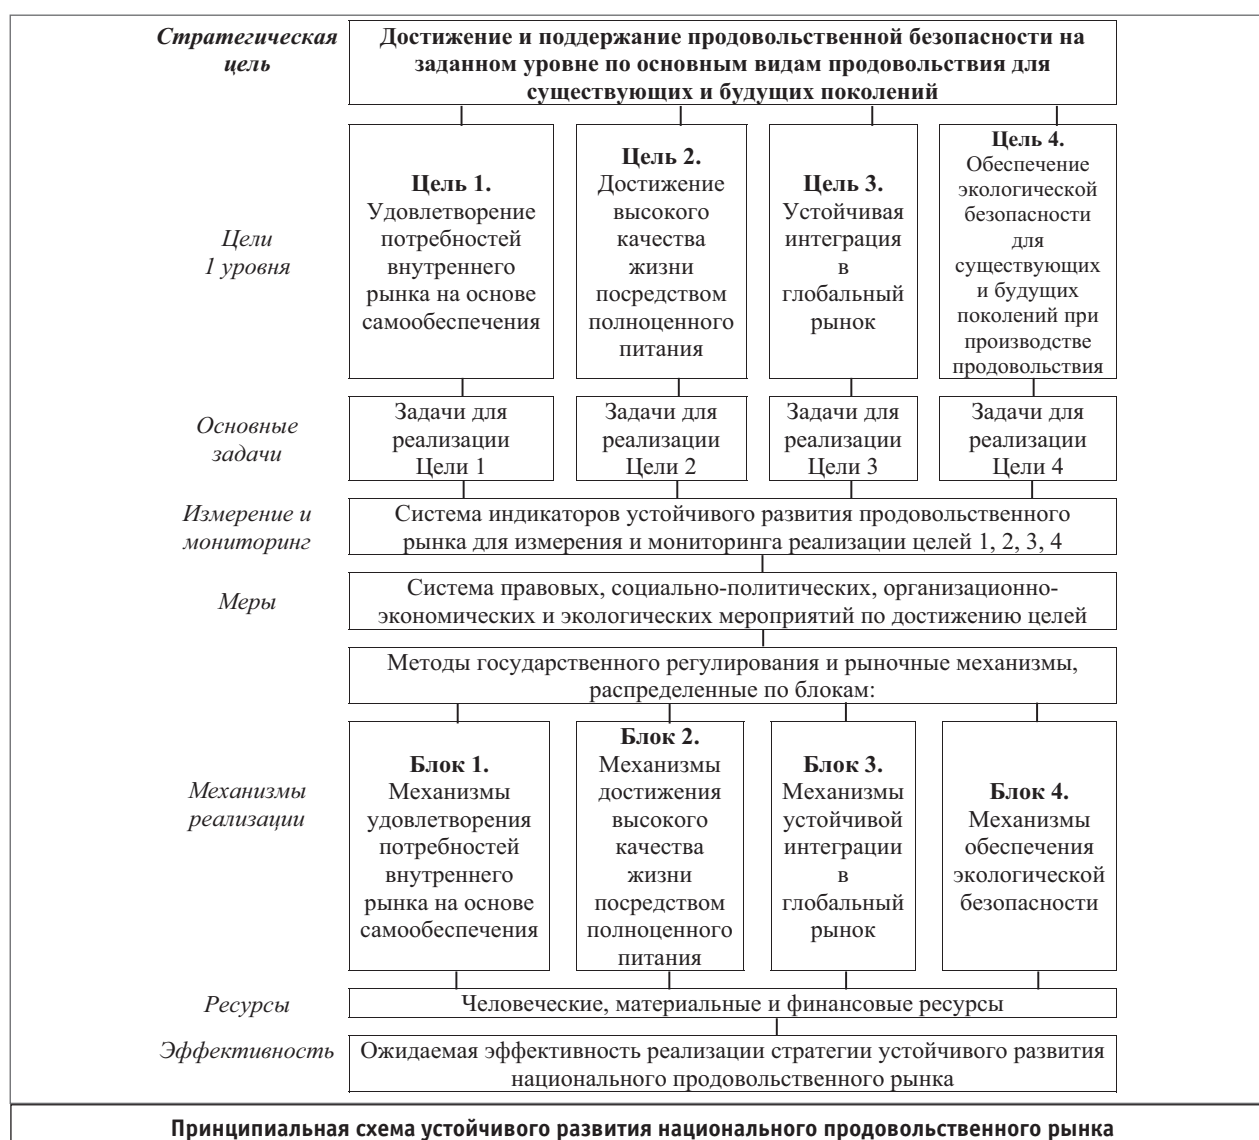 Стратегическая
цель
Достижение и поддержание продовольственной безопасности на
заданном уровне по основным видам продовольствия для
существующих и будущих поколений
Цели
1 уровня
Цель 1.
Удовлетворение
потребностей
внутреннего
рынка на основе
самообеспечения
Цель 2.
Достижение
высокого
качества
жизни
посредством
полноценного
питания
Цель 3.
Устойчивая
интеграция
в
глобальный
рынок
Цель 4.
Обеспечение
экологической
безопасности
для
существующих
и будущих
поколений при
производстве
продовольствия
Основные
задачи
Задачи для
реализации
Цели 1
Задачи для
реализации
Цели 2
Задачи для
реализации
Цели 3
Задачи для
реализации
Цели 4
Измерение и
мониторинг
Система индикаторов устойчивого развития продовольственного
рынка для измерения и мониторинга реализации целей 1, 2, 3, 4
Меры
Система правовых, социально-политических, организационно-
экономических и экологических мероприятий по достижению целей
Методы государственного регулирования и рыночные механизмы,
распределенные по блокам:
Механизмы
реализации
Блок 1.
Механизмы
удовлетворения
потребностей
внутреннего
рынка на основе
самообеспечения
Блок 2.
Механизмы
достижения
высокого
качества
жизни
посредством
полноценного
питания
Блок 3.
Механизмы
устойчивой
интеграции
в
глобальный
рынок
Блок 4.
Механизмы
обеспечения
экологической
безопасности
Ресурсы
Человеческие, материальные и финансовые ресурсы
Эффективность
Ожидаемая эффективность реализации стратегии устойчивого развития
национального продовольственного рынка
Принципиальная схема устойчивого развития национального продовольственного рынка